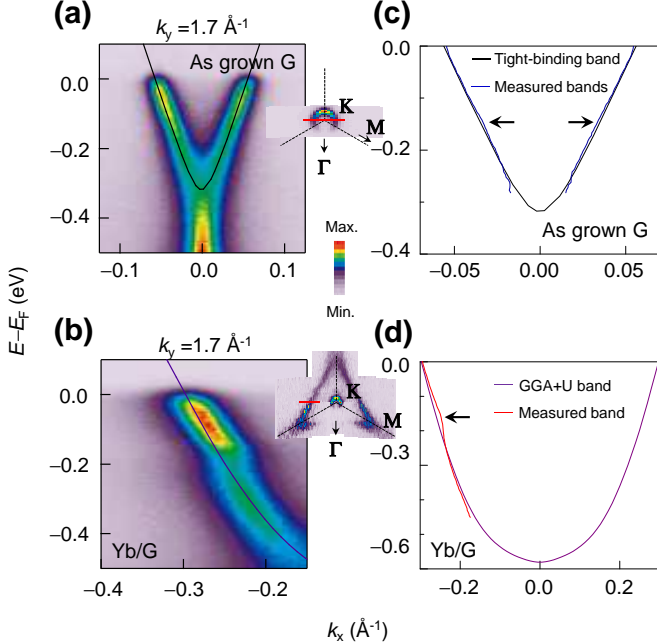 (a)
k_y = 1.7 Å⁻¹
As grown G
0.0
−0.2
−0.4
−0.1
0.0
0.1
K
M
Γ
Max.
Min.
(c)
Tight-binding band
Measured bands
0.0
−0.2
−0.4
As grown G
−0.05
0.00
0.05
E−E_F (eV)
(b)
k_y = 1.7 Å⁻¹
0.0
−0.2
−0.4
Yb/G
−0.3
−0.2
K
M
Γ
(d)
GGA+U band
Measured band
0.0
−0.3
−0.6
Yb/G
−0.2
0.0
0.2
k_x (Å⁻¹)